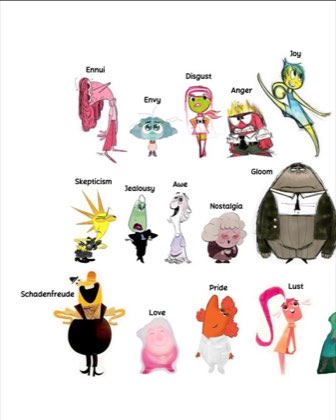 Joy
Ennui
Disgust
Anger
Envy
Gloom
Skepticism
Jealousy
Awe
Nostalgia
Schadenfreude
Pride
Lust
Love